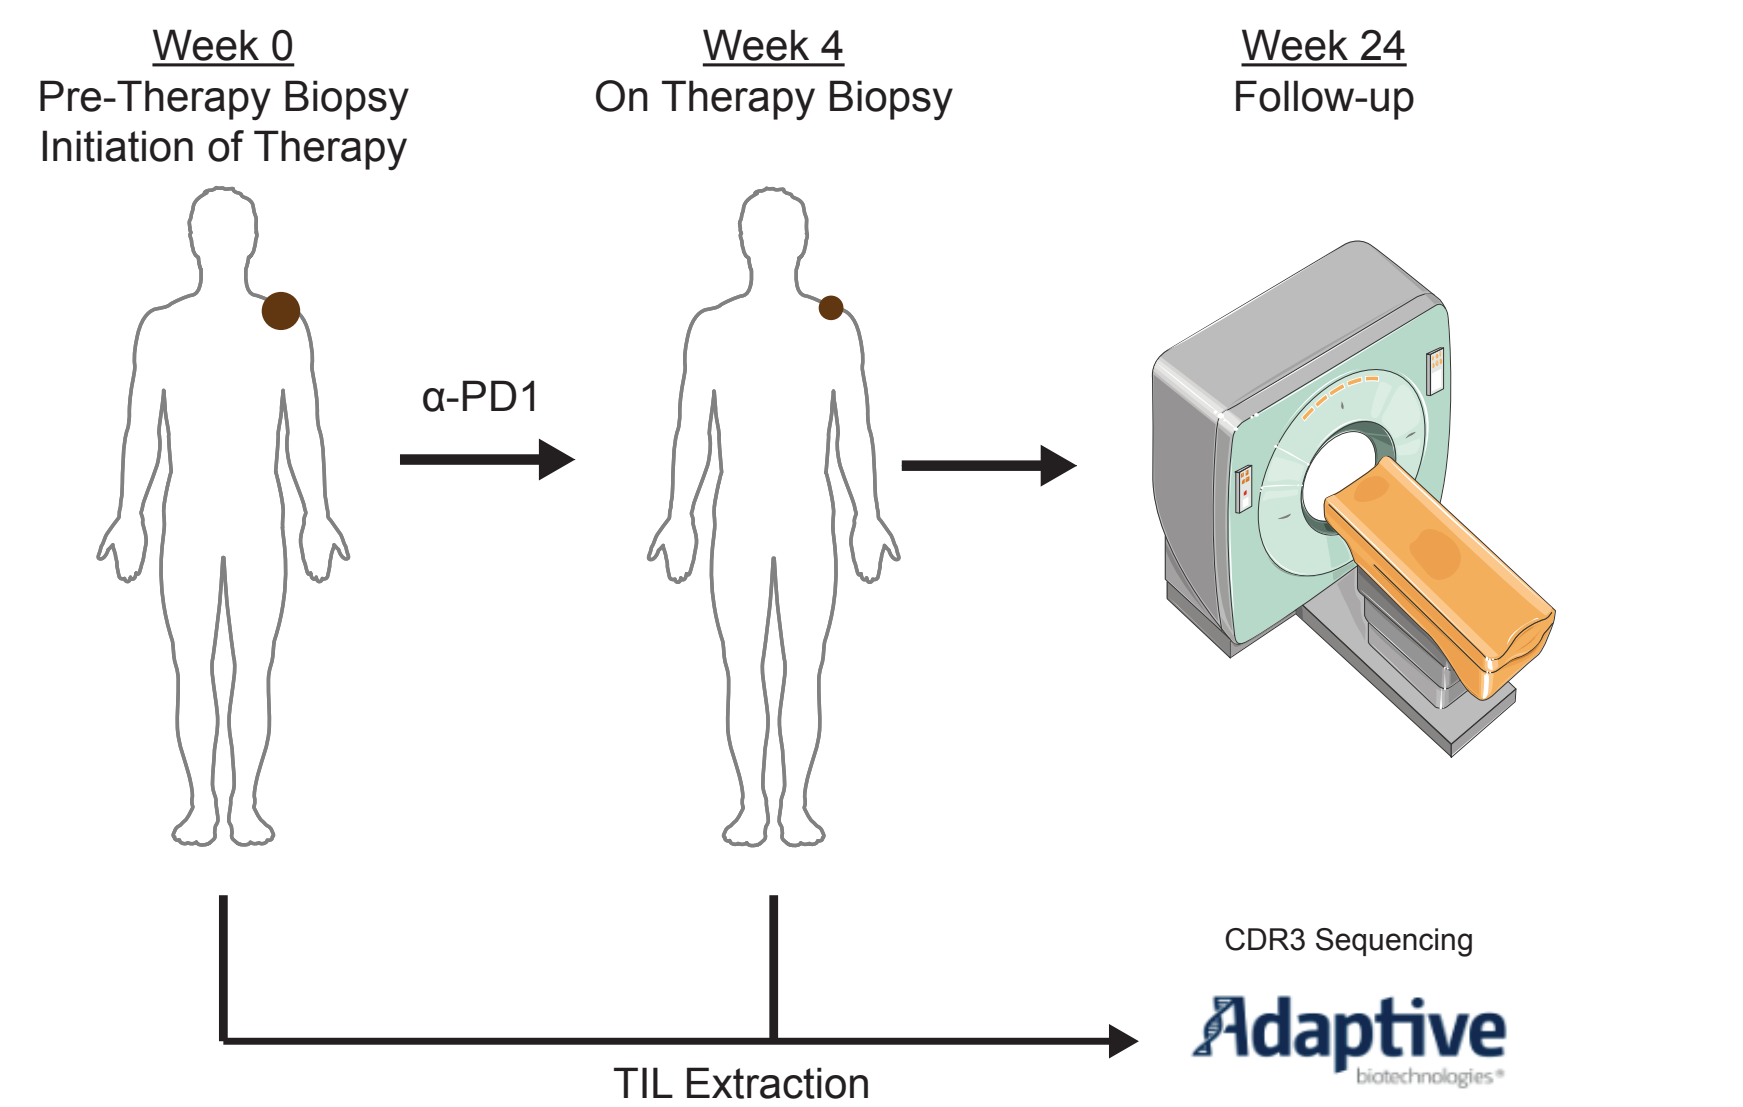 Week 0
Pre-Therapy Biopsy
Initiation of Therapy
Week 4
On Therapy Biopsy
Week 24
Follow-up
α-PD1
CDR3 Sequencing
Adaptive
biotechnologies®
TIL Extraction